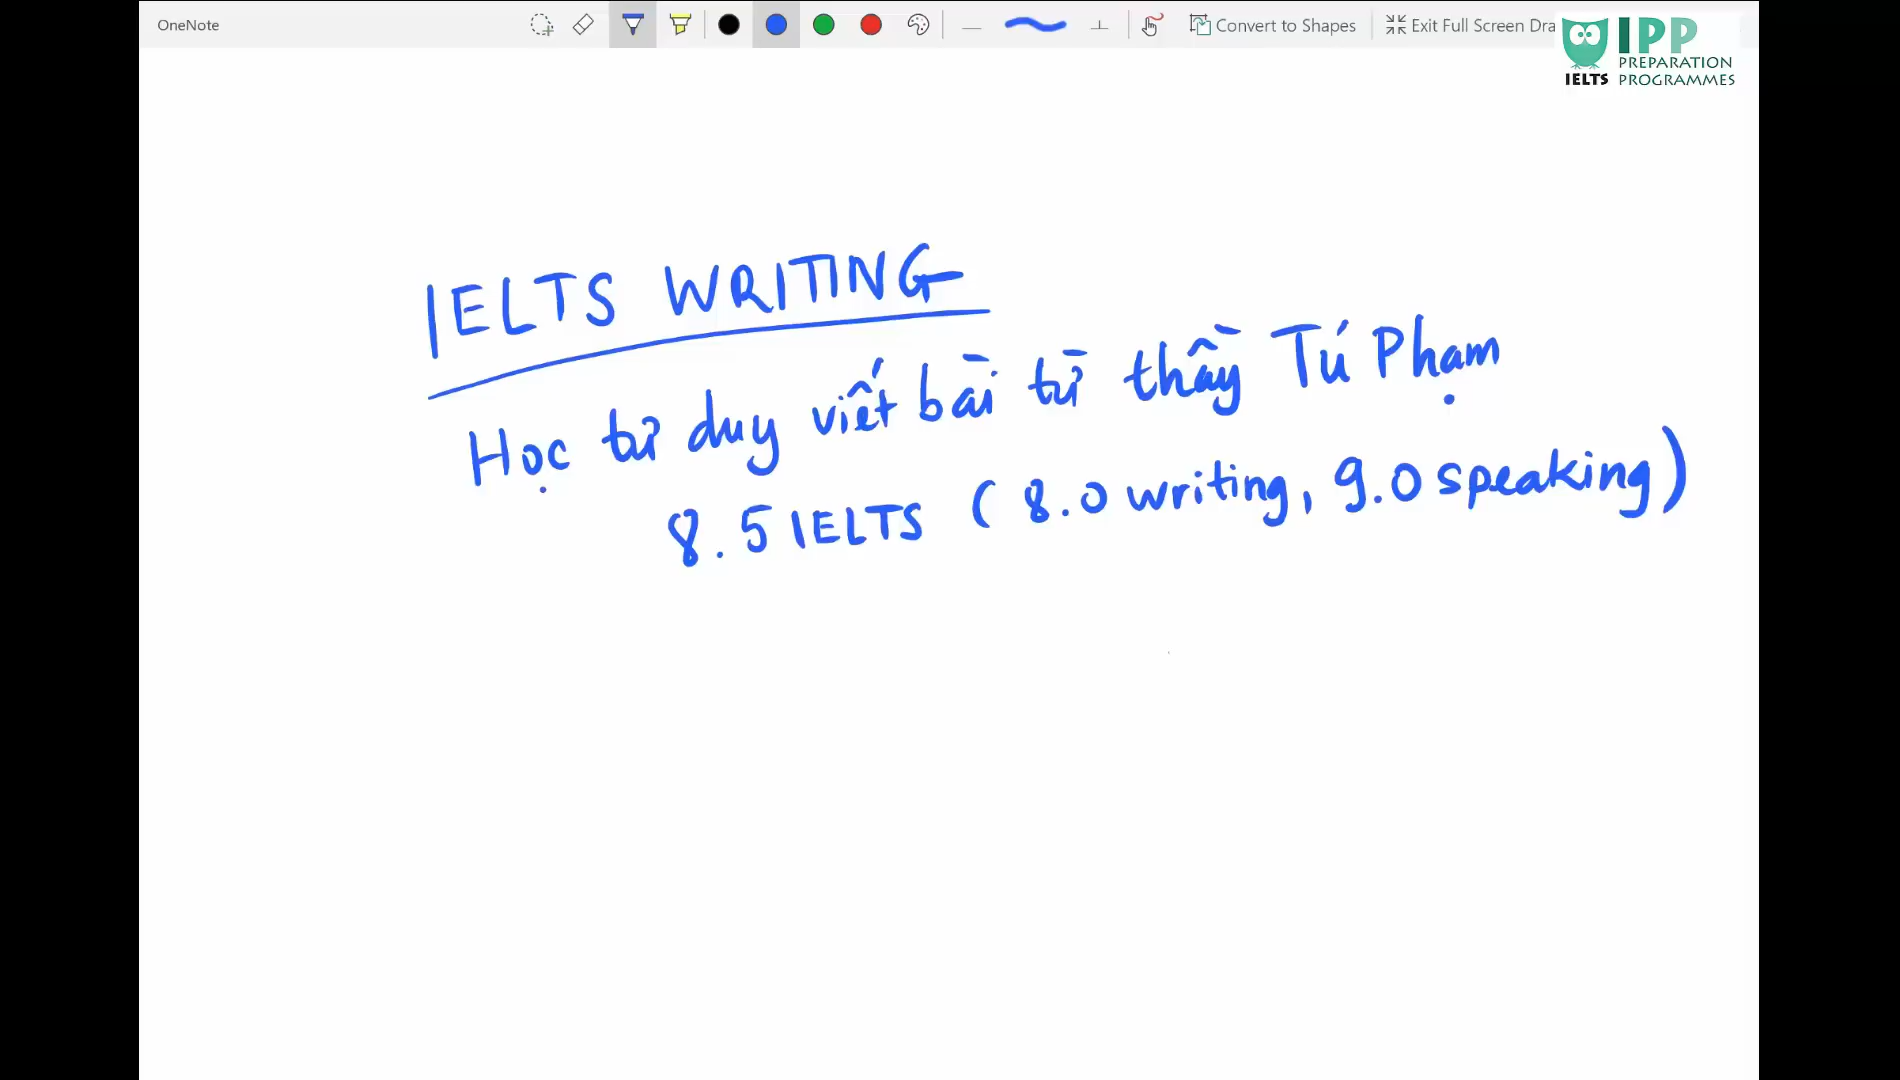 OneNote
Convert to Shapes
Exit Full Screen Dra
IPP
PREPARATION
IELTS PROGRAMMES
IELTS WRITING
Học tư duy viết bài từ thầy Tú Phạm
8.5 IELTS (8.0 writing, 9.0 speaking)